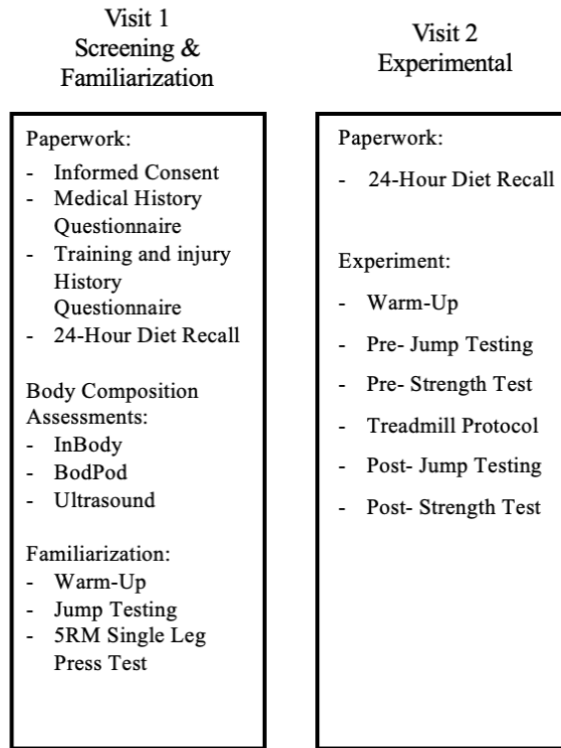 Visit 1
Screening &
Familiarization
Paperwork:
- Informed Consent
- Medical History
Questionnaire
- Training and injury
History
Questionnaire
- 24-Hour Diet Recall
Body Composition
Assessments:
- InBody
- BodPod
- Ultrasound
Familiarization:
- Warm-Up
- Jump Testing
- 5RM Single Leg
Press Test
Visit 2
Experimental
Paperwork:
- 24-Hour Diet Recall
Experiment:
- Warm-Up
- Pre- Jump Testing
- Pre- Strength Test
- Treadmill Protocol
- Post- Jump Testing
- Post- Strength Test